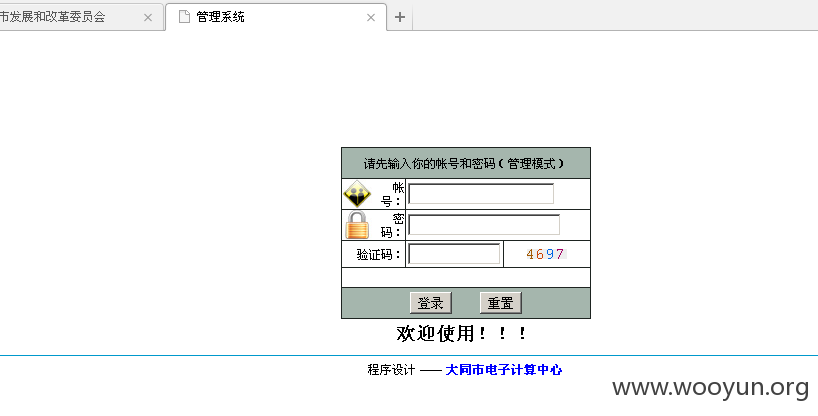 市发展和改革委员会
管理系统
请先输入你的帐号和密码（管理模式）
帐
号：
密
码：
验证码： 4697
登录 重置
欢迎使用！！！
程序设计 —— 大同市电子计算中心
www.wooyun.org